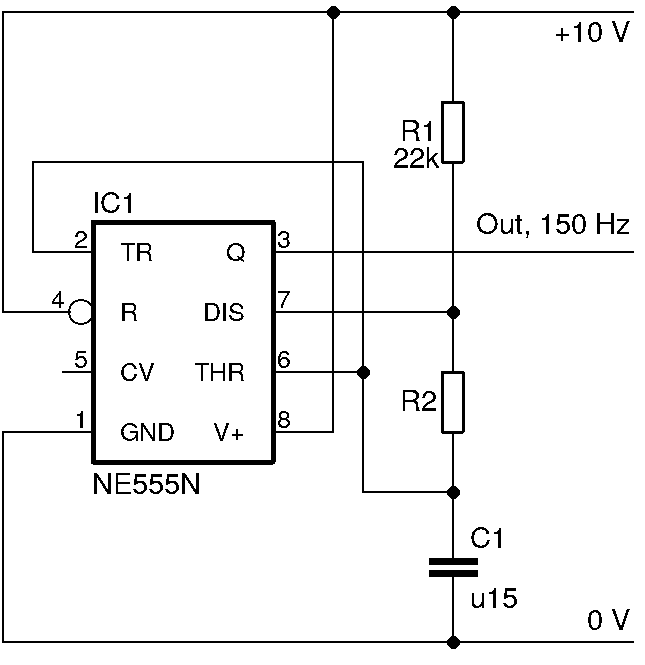 +10 V
R1
22k
IC1
Out, 150 Hz
2 TR Q 3
4 R DIS 7
5 CV THR 6
R2
1 GND V+ 8
NE555N
C1
u15
0 V